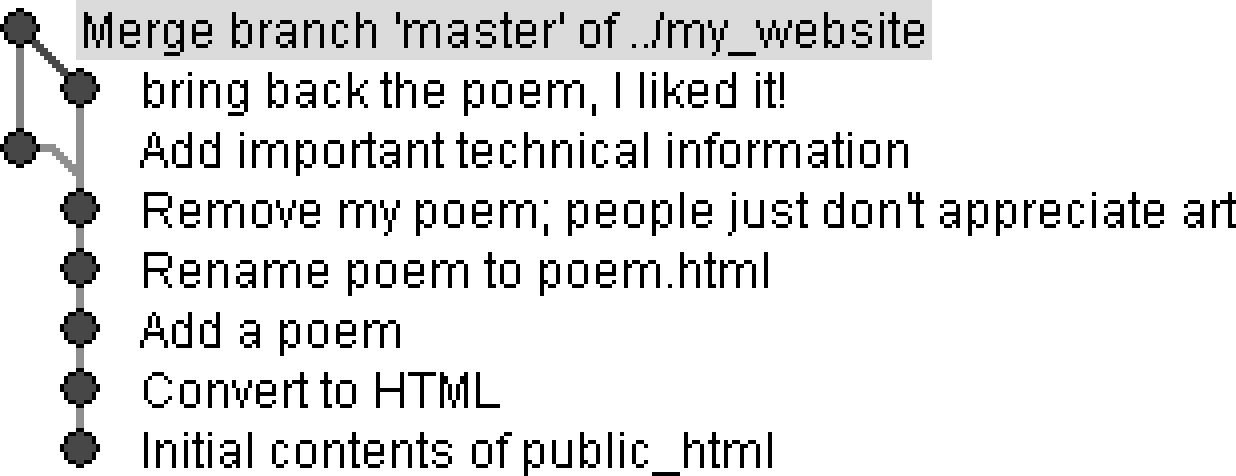 Merge branch 'master' of ../my_website
bring back the poem, I liked it!
Add important technical information
Remove my poem; people just don't appreciate art
Rename poem to poem.html
Add a poem
Convert to HTML
Initial contents of public_html